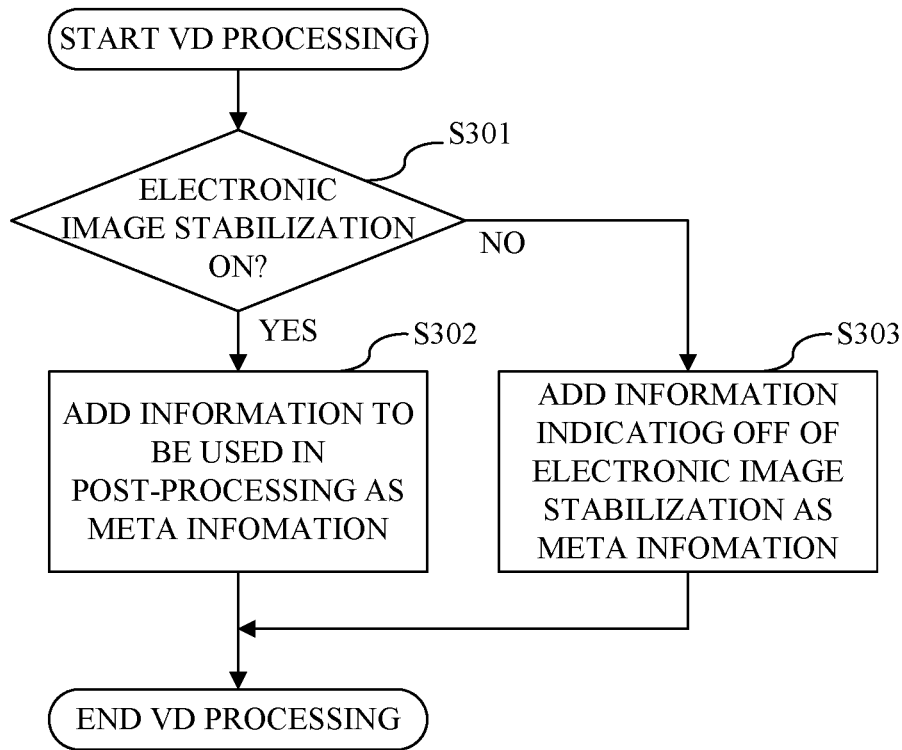 START VD PROCESSING
S301
ELECTRONIC
IMAGE STABILIZATION
ON?
NO
YES
S302
ADD INFORMATION TO
BE USED IN
POST-PROCESSING AS
META INFOMATION
S303
ADD INFORMATION
INDICATIOG OFF OF
ELECTRONIC IMAGE
STABILIZATION AS
META INFOMATION
END VD PROCESSING